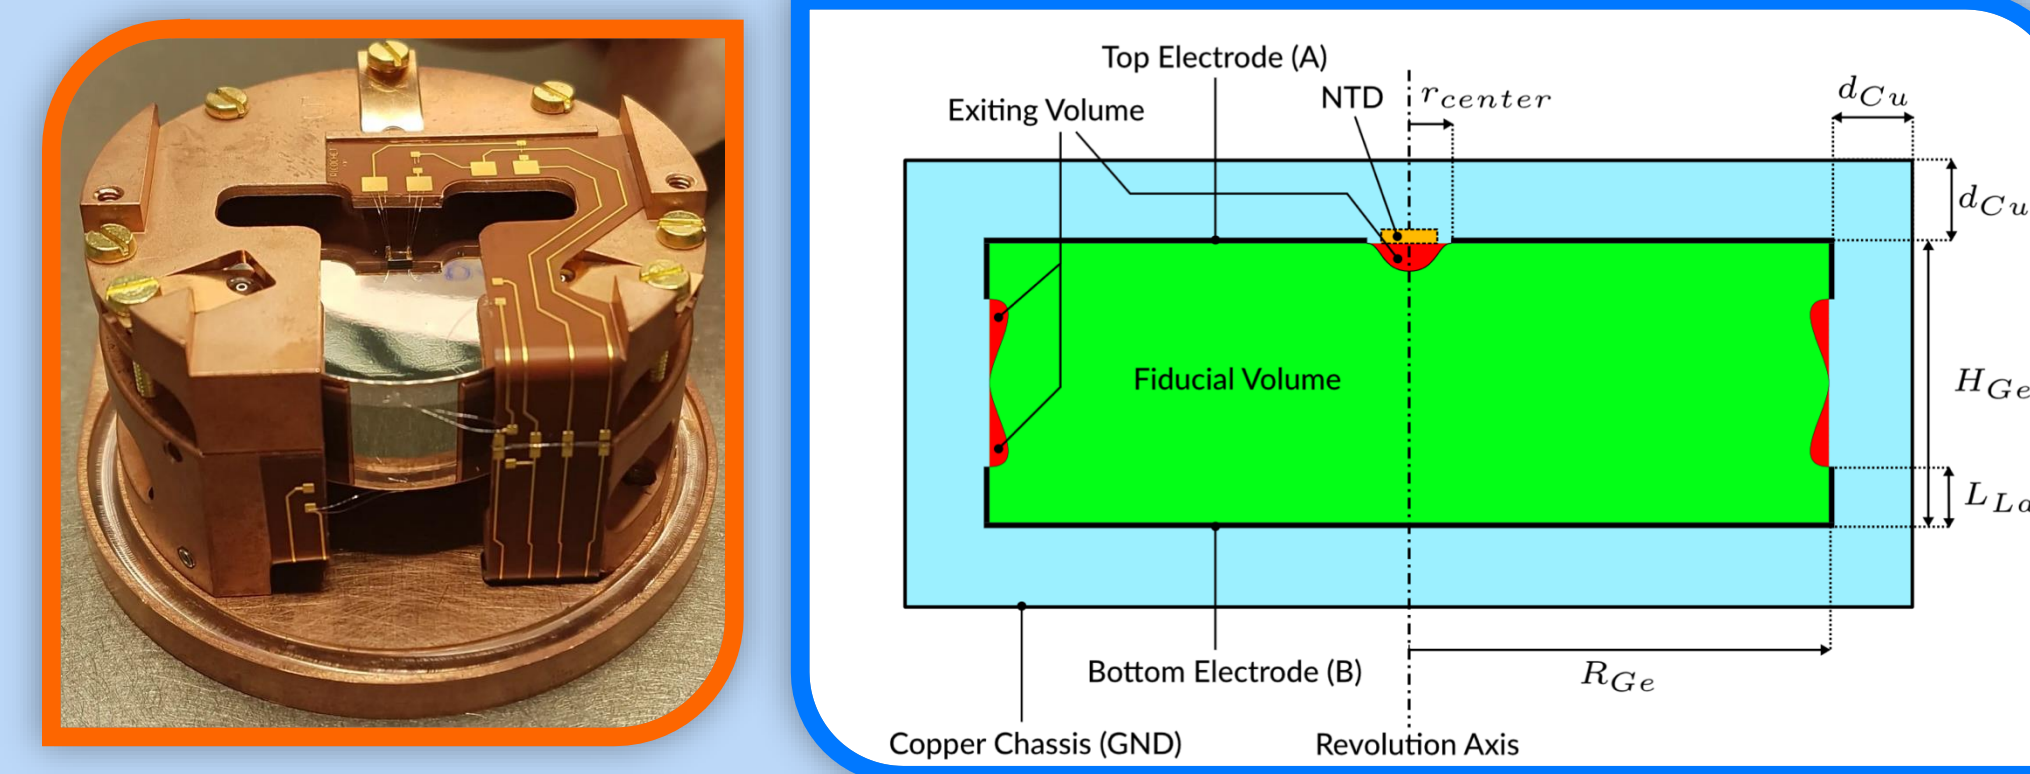 Top Electrode (A)
NTD
r_center
d_Cu
Exiting Volume
d_Cu
Fiducial Volume
H_Ge
Bottom Electrode (B)
R_Ge
Copper Chassis (GND)
Revolution Axis